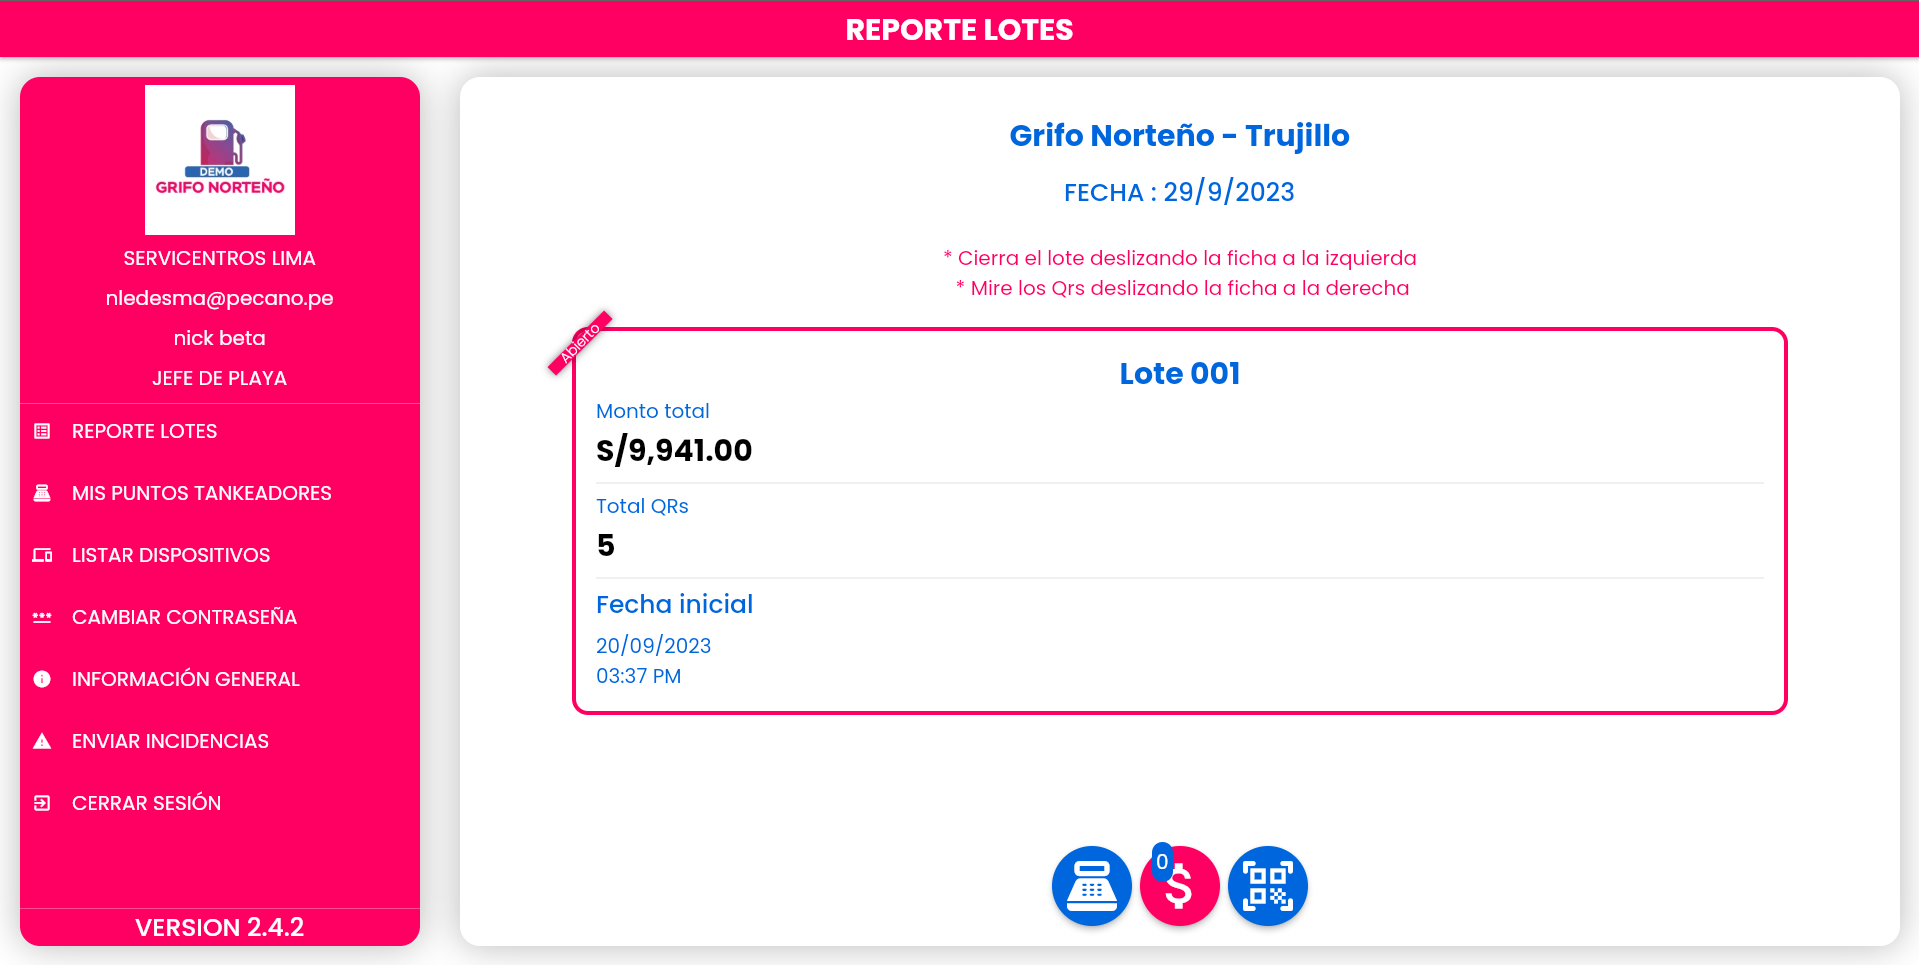 REPORTE LOTES
DEMO
GRIFO NORTEÑO
SERVICENTROS LIMA
nledesma@pecano.pe
nick beta
JEFE DE PLAYA
REPORTE LOTES
MIS PUNTOS TANKEADORES
LISTAR DISPOSITIVOS
CAMBIAR CONTRASEÑA
INFORMACIÓN GENERAL
ENVIAR INCIDENCIAS
CERRAR SESIÓN
VERSION 2.4.2
Grifo Norteño - Trujillo
FECHA : 29/9/2023
* Cierra el lote deslizando la ficha a la izquierda
* Mire los Qrs deslizando la ficha a la derecha
Abierto
Lote 001
Monto total
S/9,941.00
Total QRs
5
Fecha inicial
20/09/2023
03:37 PM
0